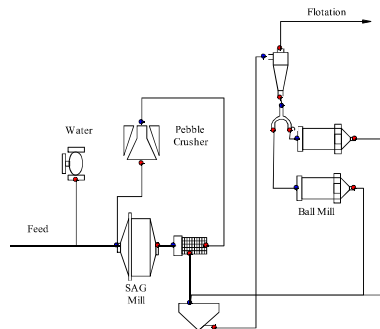 Flotation
Water
Pebble
Crusher
Ball Mill
Feed
SAG
Mill